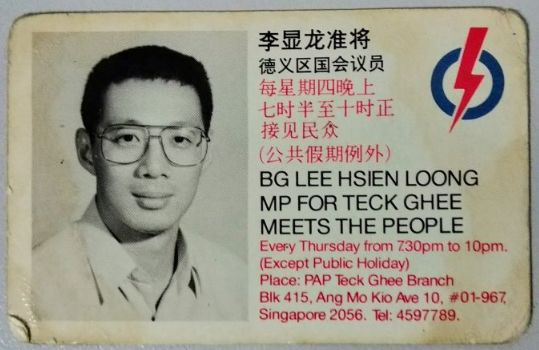 李显龙准将
德义区国会议员
每星期四晚上
七时半至十时正
接见民众
(公共假期例外)
BG LEE HSIEN LOONG
MP FOR TECK GHEE
MEETS THE PEOPLE
Every Thursday from 7.30pm to 10pm.
(Except Public Holiday)
Place: PAP Teck Ghee Branch
Blk 415, Ang Mo Kio Ave 10, #01-967,
Singapore 2056. Tel: 4597789.